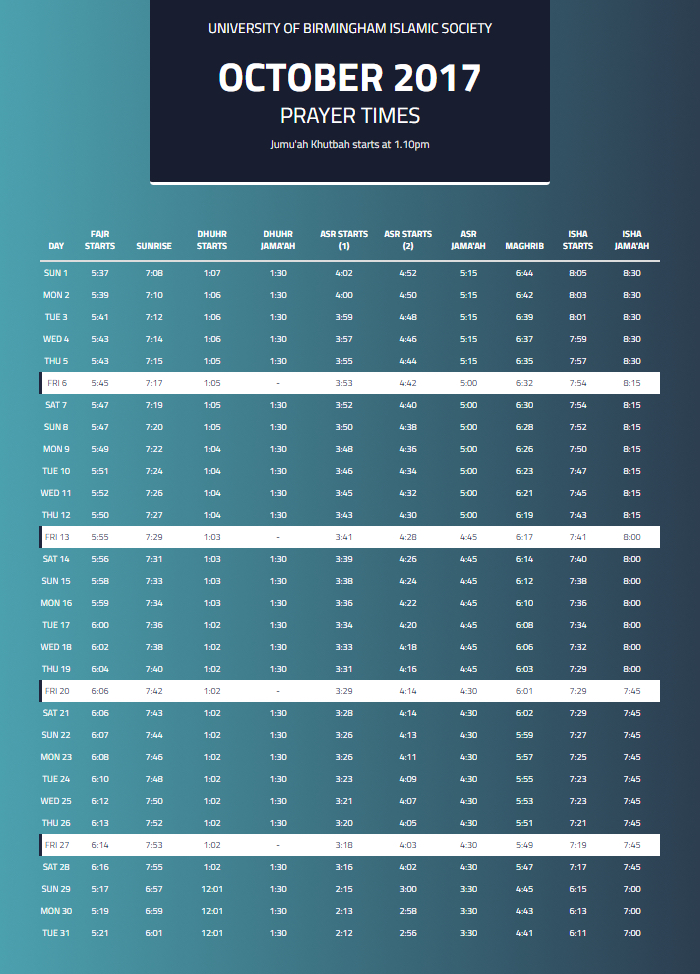 UNIVERSITY OF BIRMINGHAM ISLAMIC SOCIETY
OCTOBER 2017
PRAYER TIMES
Jumu'ah Khutbah starts at 1.10pm
DAY FAJR STARTS SUNRISE DHUHR STARTS DHUHR JAMA'AH ASR STARTS (1) ASR STARTS (2) ASR JAMA'AH MAGHRIB ISHA STARTS ISHA JAMA'AH
SUN 1 5:37 7:08 1:07 1:30 4:02 4:52 5:15 6:44 8:05 8:30
MON 2 5:39 7:10 1:06 1:30 4:00 4:50 5:15 6:42 8:03 8:30
TUE 3 5:41 7:12 1:06 1:30 3:59 4:48 5:15 6:39 8:01 8:30
WED 4 5:43 7:14 1:06 1:30 3:57 4:46 5:15 6:37 7:59 8:30
THU 5 5:43 7:15 1:05 1:30 3:55 4:44 5:15 6:35 7:57 8:30
FRI 6 5:45 7:17 1:05 - 3:53 4:42 5:00 6:32 7:54 8:15
SAT 7 5:47 7:19 1:05 1:30 3:52 4:40 5:00 6:30 7:54 8:15
SUN 8 5:47 7:20 1:05 1:30 3:50 4:38 5:00 6:28 7:52 8:15
MON 9 5:49 7:22 1:04 1:30 3:48 4:36 5:00 6:26 7:50 8:15
TUE 10 5:51 7:24 1:04 1:30 3:46 4:34 5:00 6:23 7:47 8:15
WED 11 5:52 7:26 1:04 1:30 3:45 4:32 5:00 6:21 7:45 8:15
THU 12 5:50 7:27 1:04 1:30 3:43 4:30 5:00 6:19 7:43 8:15
FRI 13 5:55 7:29 1:03 - 3:41 4:28 4:45 6:17 7:41 8:00
SAT 14 5:56 7:31 1:03 1:30 3:39 4:26 4:45 6:14 7:40 8:00
SUN 15 5:58 7:33 1:03 1:30 3:38 4:24 4:45 6:12 7:38 8:00
MON 16 5:59 7:34 1:03 1:30 3:36 4:22 4:45 6:10 7:36 8:00
TUE 17 6:00 7:36 1:02 1:30 3:34 4:20 4:45 6:08 7:34 8:00
WED 18 6:02 7:38 1:02 1:30 3:33 4:18 4:45 6:06 7:32 8:00
THU 19 6:04 7:40 1:02 1:30 3:31 4:16 4:45 6:03 7:29 8:00
FRI 20 6:06 7:42 1:02 - 3:29 4:14 4:30 6:01 7:29 7:45
SAT 21 6:06 7:43 1:02 1:30 3:28 4:14 4:30 6:02 7:29 7:45
SUN 22 6:07 7:44 1:02 1:30 3:26 4:13 4:30 5:59 7:27 7:45
MON 23 6:08 7:46 1:02 1:30 3:26 4:11 4:30 5:57 7:25 7:45
TUE 24 6:10 7:48 1:02 1:30 3:23 4:09 4:30 5:55 7:23 7:45
WED 25 6:12 7:50 1:02 1:30 3:21 4:07 4:30 5:53 7:23 7:45
THU 26 6:13 7:52 1:02 1:30 3:20 4:05 4:30 5:51 7:21 7:45
FRI 27 6:14 7:53 1:02 - 3:18 4:03 4:30 5:49 7:19 7:45
SAT 28 6:16 7:55 1:02 1:30 3:16 4:02 4:30 5:47 7:17 7:45
SUN 29 5:17 6:57 12:01 1:30 2:15 3:00 3:30 4:45 6:15 7:00
MON 30 5:19 6:59 12:01 1:30 2:13 2:58 3:30 4:43 6:13 7:00
TUE 31 5:21 6:01 12:01 1:30 2:12 2:56 3:30 4:41 6:11 7:00